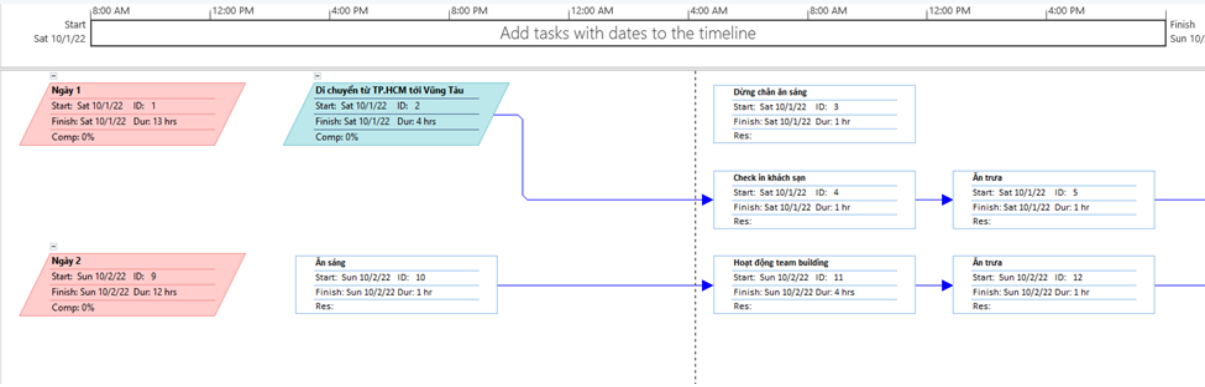 8:00 AM 12:00 PM 4:00 PM 8:00 PM 12:00 AM 4:00 AM 8:00 AM 12:00 PM 4:00 PM
Start
Sat 10/1/22
Add tasks with dates to the timeline
Finish
Sun 10/
Ngày 1
Start: Sat 10/1/22 ID: 1
Finish: Sat 10/1/22 Dur: 13 hrs
Comp: 0%
Di chuyển từ TP.HCM tới Vũng Tàu
Start: Sat 10/1/22 ID: 2
Finish: Sat 10/1/22 Dur: 4 hrs
Comp: 0%
Dừng chân ăn sáng
Start: Sat 10/1/22 ID: 3
Finish: Sat 10/1/22 Dur: 1 hr
Res:
Check in khách sạn
Start: Sat 10/1/22 ID: 4
Finish: Sat 10/1/22 Dur: 1 hr
Res:
Ăn trưa
Start: Sat 10/1/22 ID: 5
Finish: Sat 10/1/22 Dur: 1 hr
Res:
Ngày 2
Start: Sun 10/2/22 ID: 9
Finish: Sun 10/2/22 Dur: 12 hrs
Comp: 0%
Ăn sáng
Start: Sun 10/2/22 ID: 10
Finish: Sun 10/2/22 Dur: 1 hr
Res:
Hoạt động team building
Start: Sun 10/2/22 ID: 11
Finish: Sun 10/2/22 Dur: 4 hrs
Res:
Ăn trưa
Start: Sun 10/2/22 ID: 12
Finish: Sun 10/2/22 Dur: 1 hr
Res: